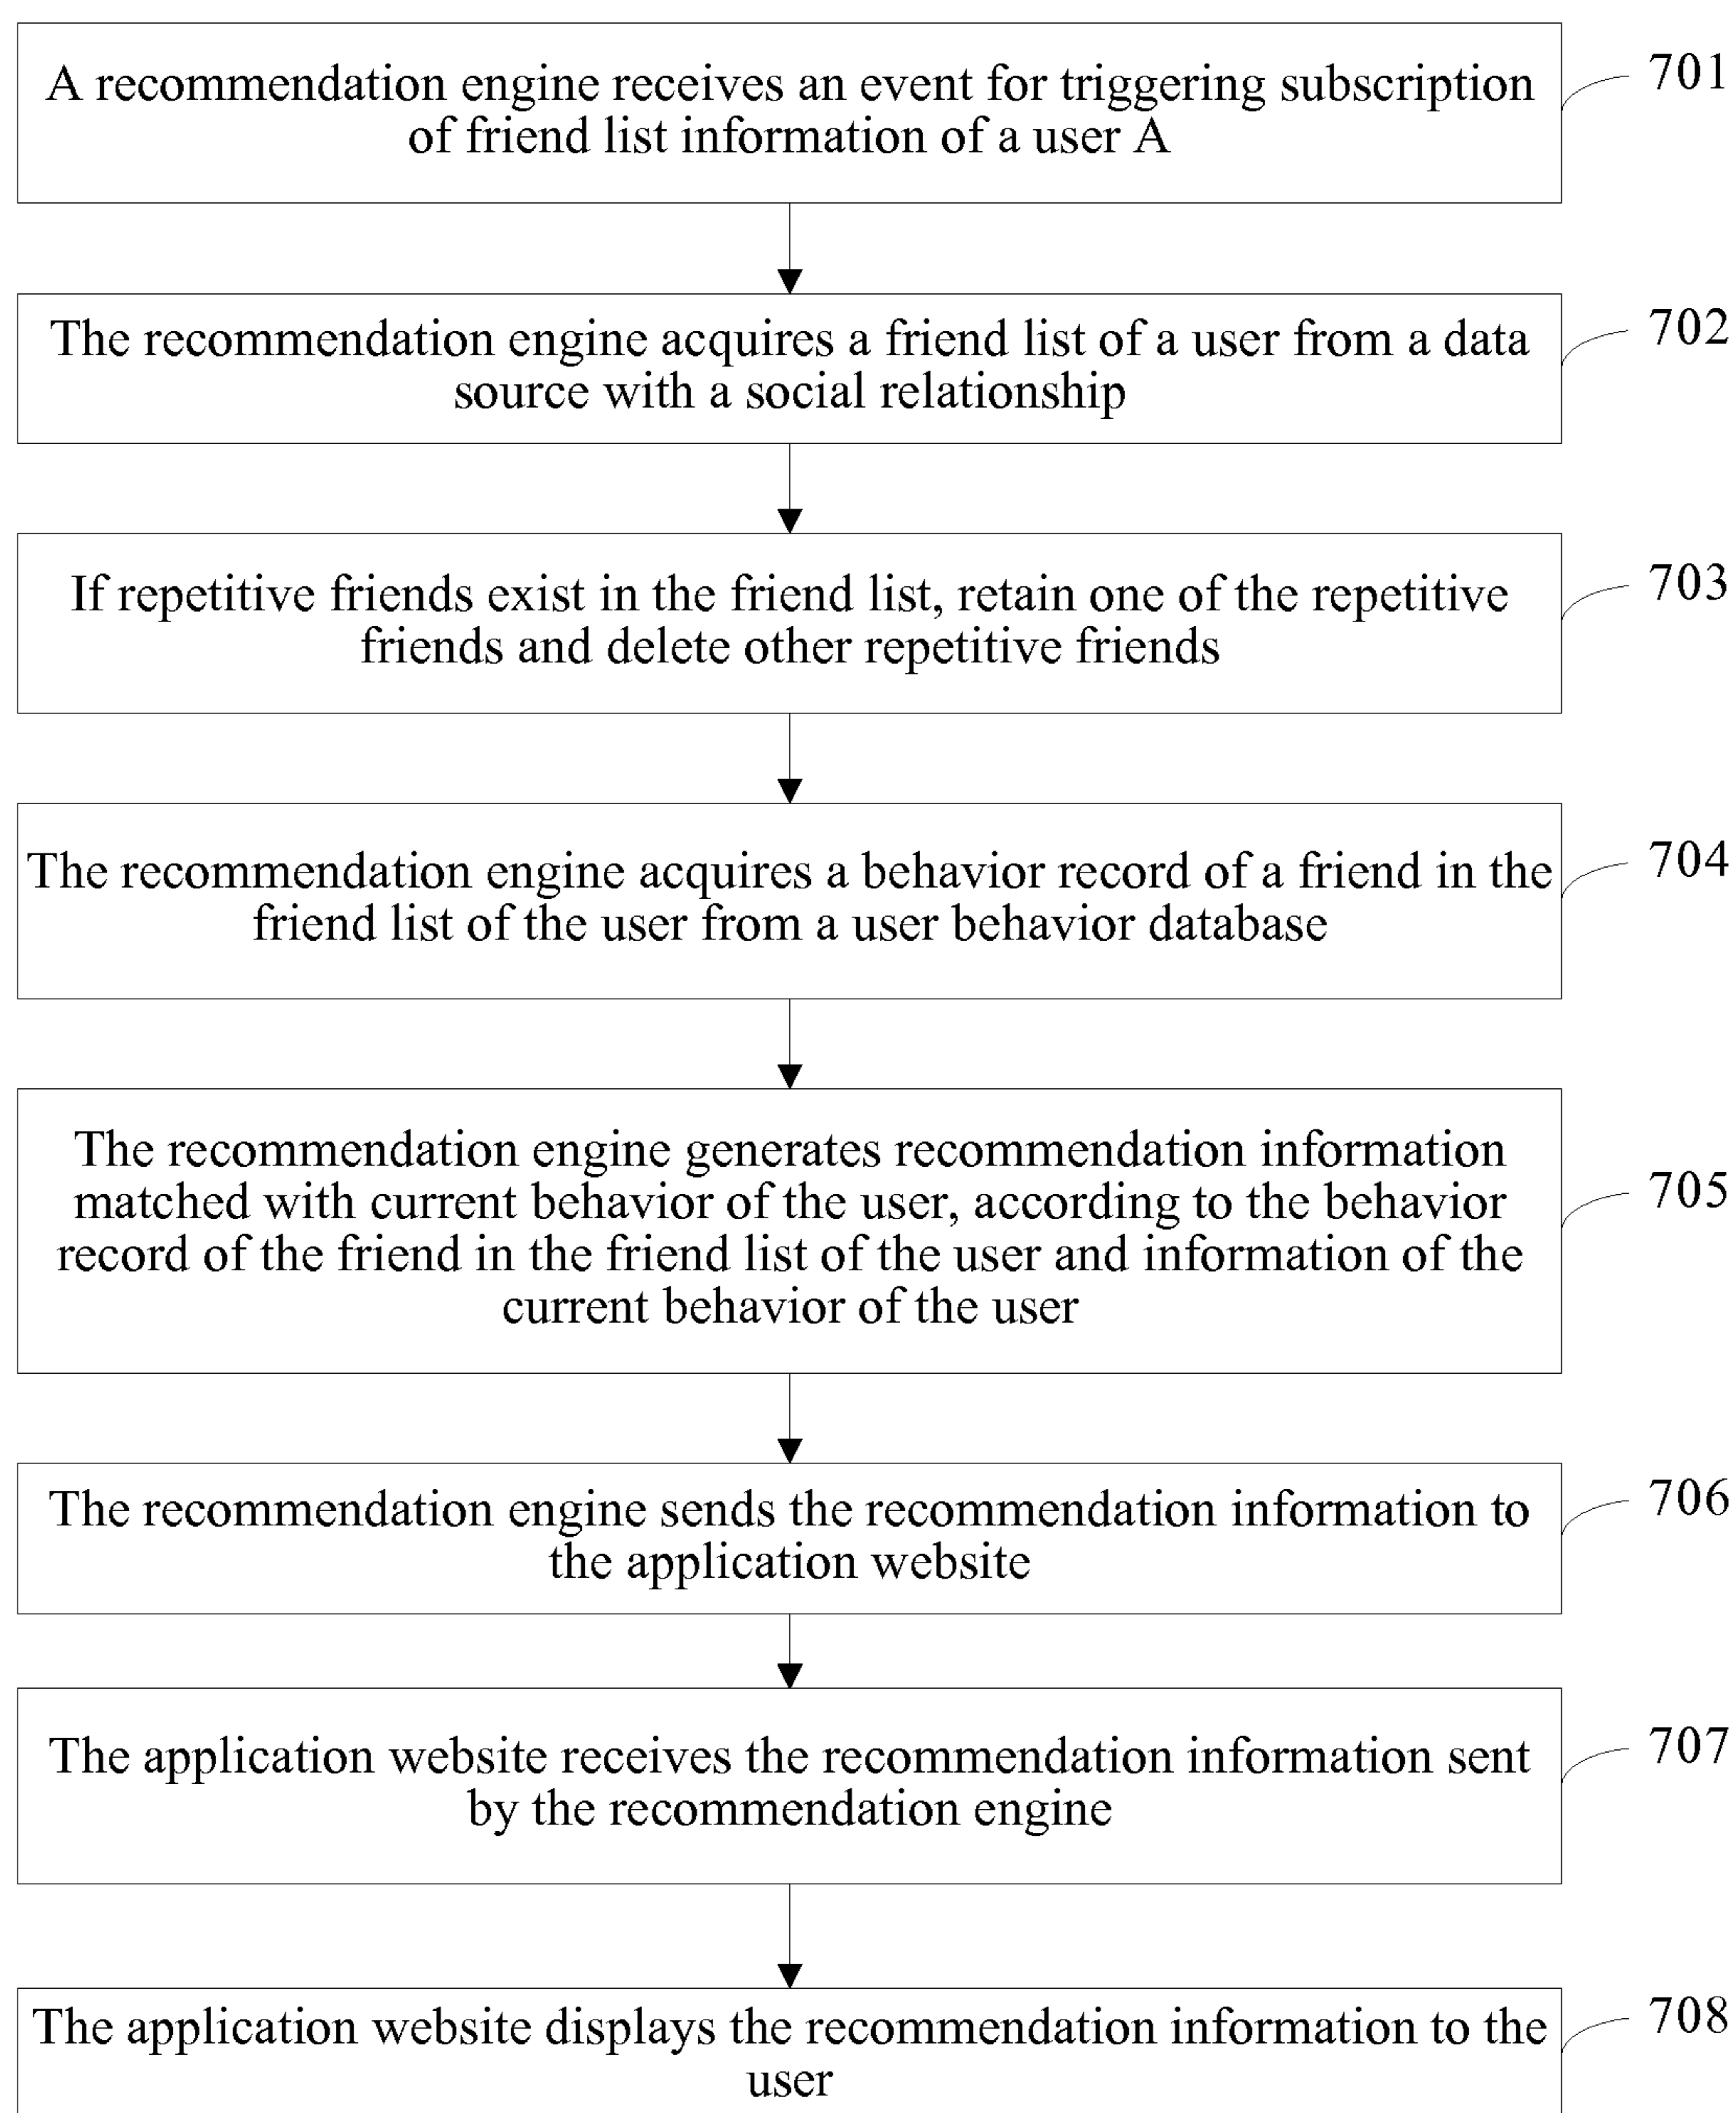 A recommendation engine receives an event for triggering subscription
of friend list information of a user A
701
The recommendation engine acquires a friend list of a user from a data
source with a social relationship
702
If repetitive friends exist in the friend list, retain one of the repetitive
friends and delete other repetitive friends
703
The recommendation engine acquires a behavior record of a friend in the
friend list of the user from a user behavior database
704
The recommendation engine generates recommendation information
matched with current behavior of the user, according to the behavior
record of the friend in the friend list of the user and information of the
current behavior of the user
705
The recommendation engine sends the recommendation information to
the application website
706
The application website receives the recommendation information sent
by the recommendation engine
707
The application website displays the recommendation information to the
user
708